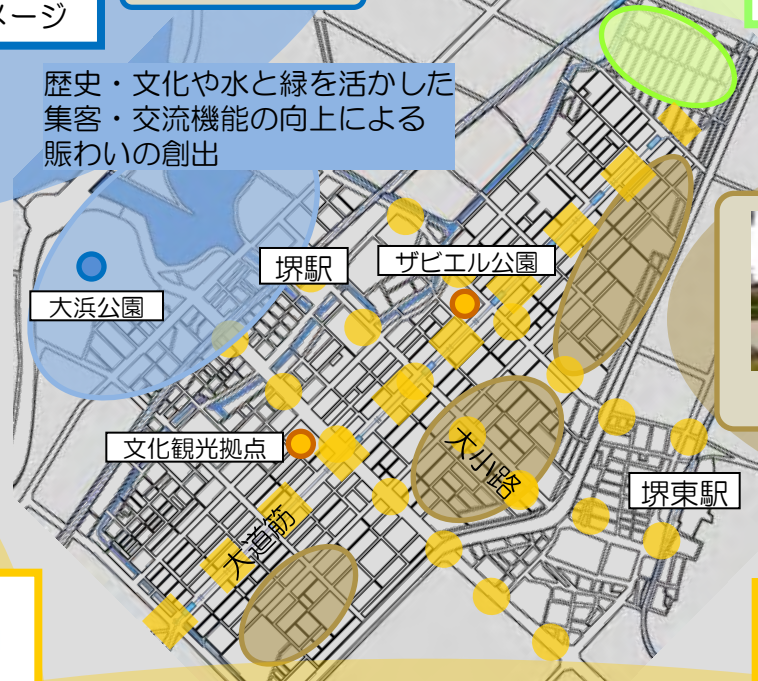 メージ
歴史・文化や水と緑を活かした
集客・交流機能の向上による
賑わいの創出
堺駅
ザビエル公園
大浜公園
文化観光拠点
大小路
堺東駅
大道筋